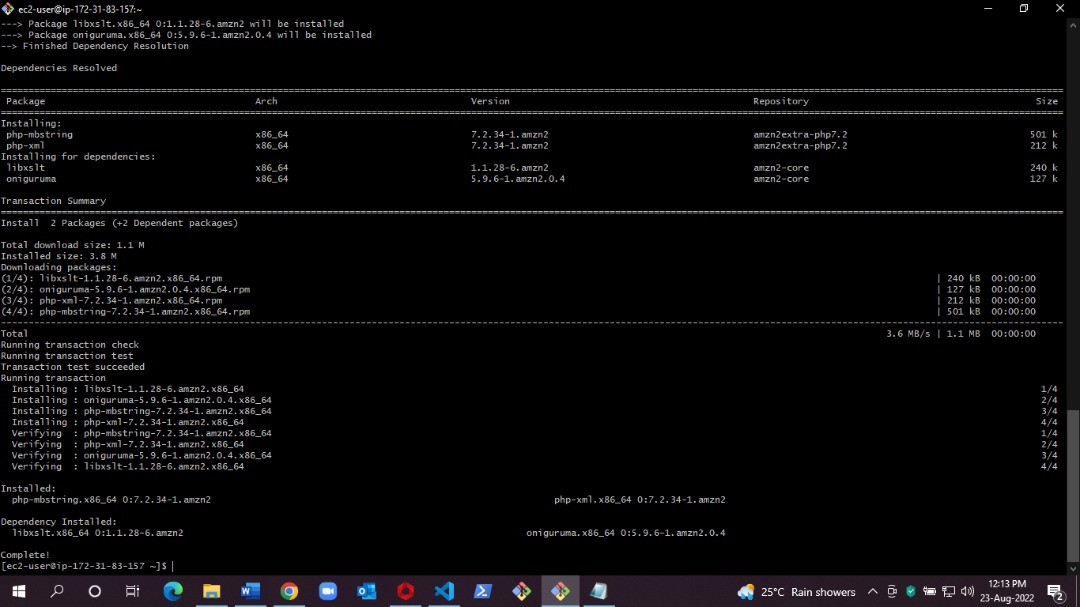 ec2-user@ip-172-31-83-157:~
---> Package libxslt.x86_64 0:1.1.28-6.amzn2 will be installed
---> Package oniguruma.x86_64 0:5.9.6-1.amzn2.0.4 will be installed
--> Finished Dependency Resolution
Dependencies Resolved
Package Arch Version Repository Size
Installing:
php-mbstring x86_64 7.2.34-1.amzn2 amzn2extra-php7.2 501 k
php-xml x86_64 7.2.34-1.amzn2 amzn2extra-php7.2 212 k
Installing for dependencies:
libxslt x86_64 1.1.28-6.amzn2 amzn2-core 240 k
oniguruma x86_64 5.9.6-1.amzn2.0.4 amzn2-core 127 k
Transaction Summary
Install 2 Packages (+2 Dependent packages)
Total download size: 1.1 M
Installed size: 3.8 M
Downloading packages:
(1/4): libxslt-1.1.28-6.amzn2.x86_64.rpm | 240 kB 00:00:00
(2/4): oniguruma-5.9.6-1.amzn2.0.4.x86_64.rpm | 127 kB 00:00:00
(3/4): php-xml-7.2.34-1.amzn2.x86_64.rpm | 212 kB 00:00:00
(4/4): php-mbstring-7.2.34-1.amzn2.x86_64.rpm | 501 kB 00:00:00
Total 3.6 MB/s | 1.1 MB 00:00:00
Running transaction check
Running transaction test
Transaction test succeeded
Running transaction
Installing : libxslt-1.1.28-6.amzn2.x86_64 1/4
Installing : oniguruma-5.9.6-1.amzn2.0.4.x86_64 2/4
Installing : php-mbstring-7.2.34-1.amzn2.x86_64 3/4
Installing : php-xml-7.2.34-1.amzn2.x86_64 4/4
Verifying : php-mbstring-7.2.34-1.amzn2.x86_64 1/4
Verifying : php-xml-7.2.34-1.amzn2.x86_64 2/4
Verifying : oniguruma-5.9.6-1.amzn2.0.4.x86_64 3/4
Verifying : libxslt-1.1.28-6.amzn2.x86_64 4/4
Installed:
php-mbstring.x86_64 0:7.2.34-1.amzn2 php-xml.x86_64 0:7.2.34-1.amzn2
Dependency Installed:
libxslt.x86_64 0:1.1.28-6.amzn2 oniguruma.x86_64 0:5.9.6-1.amzn2.0.4
Complete!
[ec2-user@ip-172-31-83-157 ~]$
25°C Rain showers
12:13 PM
23-Aug-2022
2